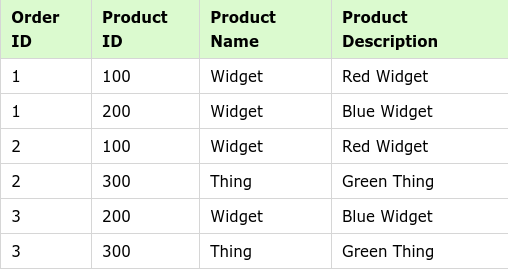 Order ID Product ID Product Name Product Description
1 100 Widget Red Widget
1 200 Widget Blue Widget
2 100 Widget Red Widget
2 300 Thing Green Thing
3 200 Widget Blue Widget
3 300 Thing Green Thing